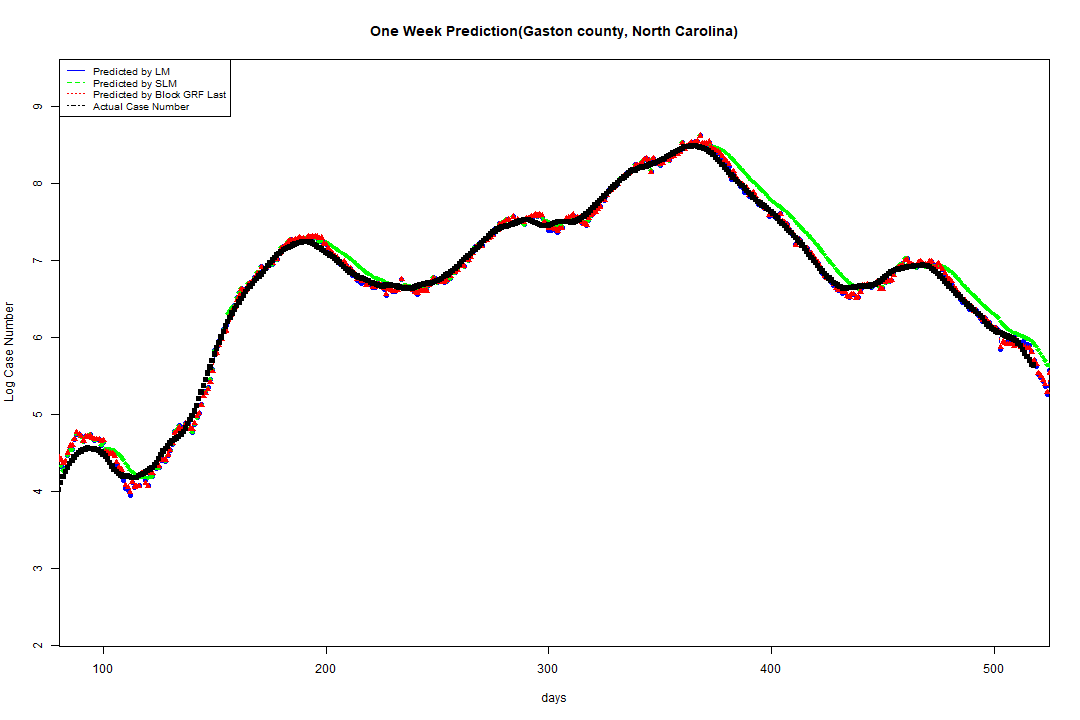 One Week Prediction(Gaston county, North Carolina)
Predicted by LM
Predicted by SLM
Predicted by Block GRF Last
Actual Case Number
9
8
7
6
5
4
3
2
Log Case Number
100 200 300 400 500
days